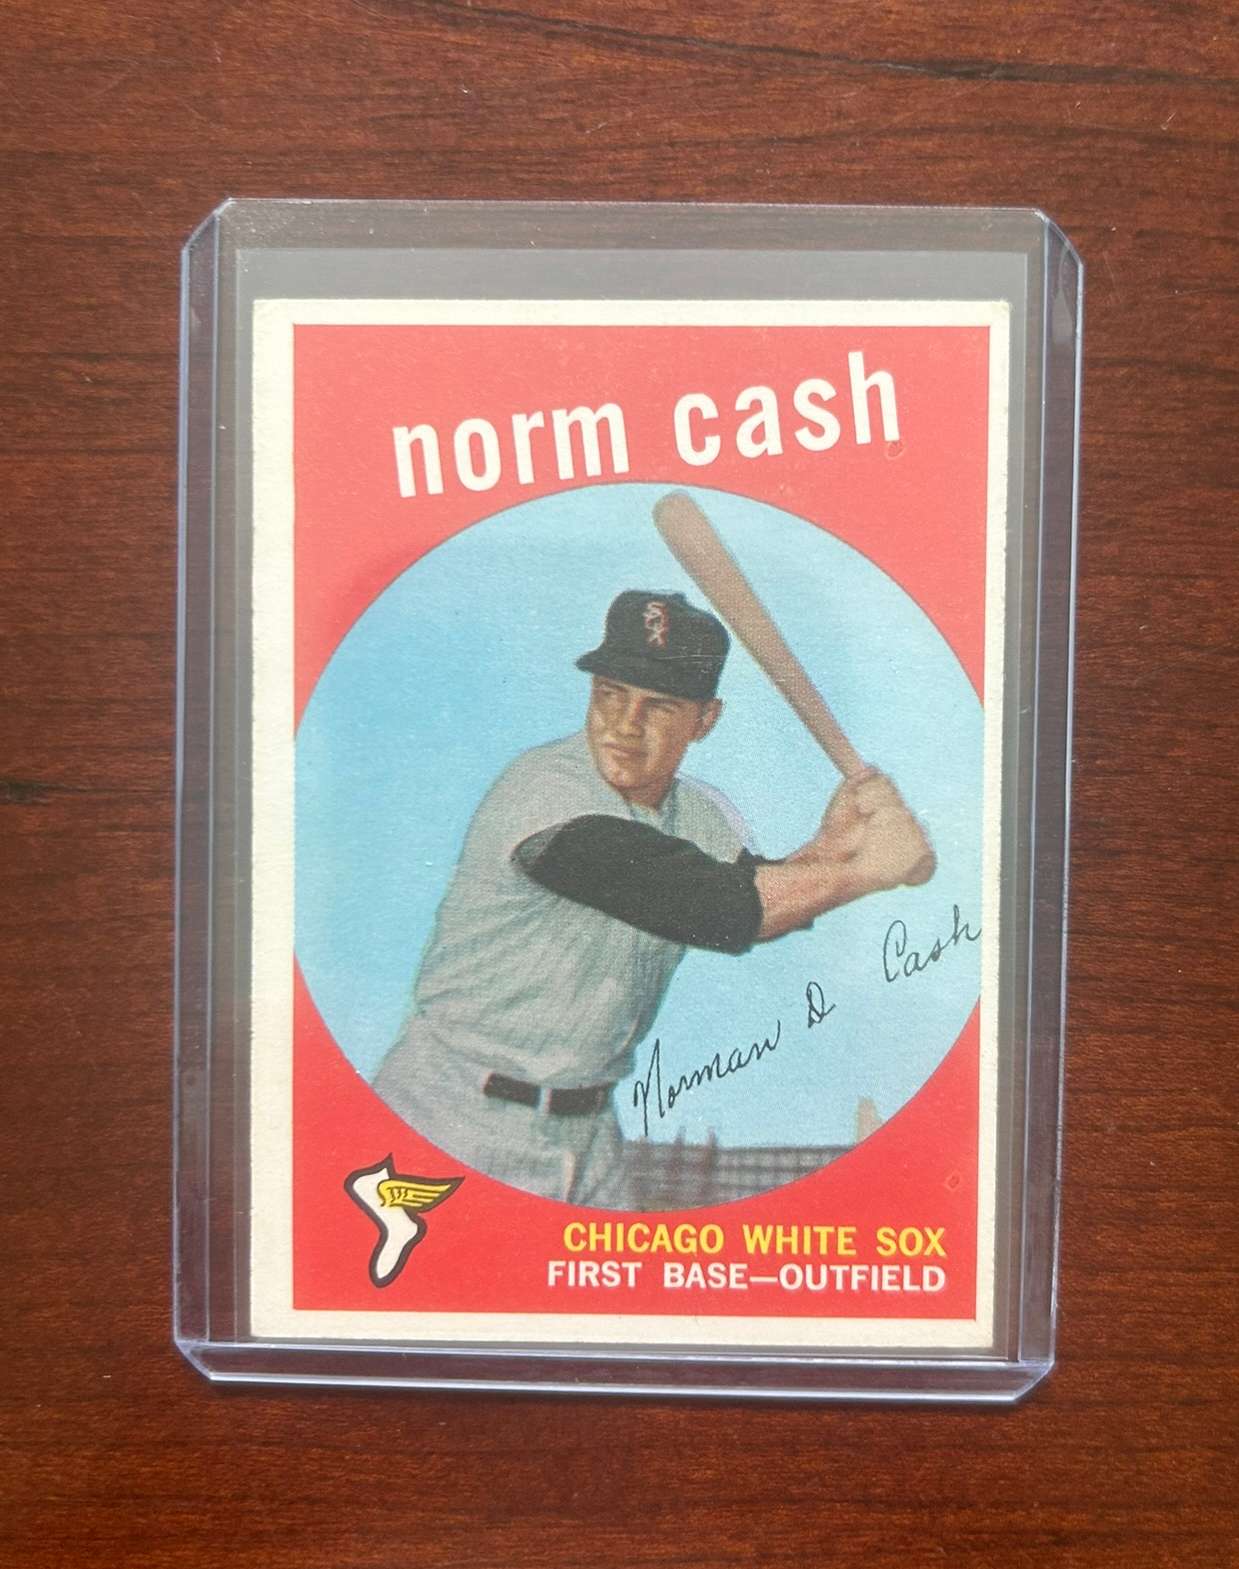 norm cash
SOX
Norman D Cash
CHICAGO WHITE SOX
FIRST BASE—OUTFIELD